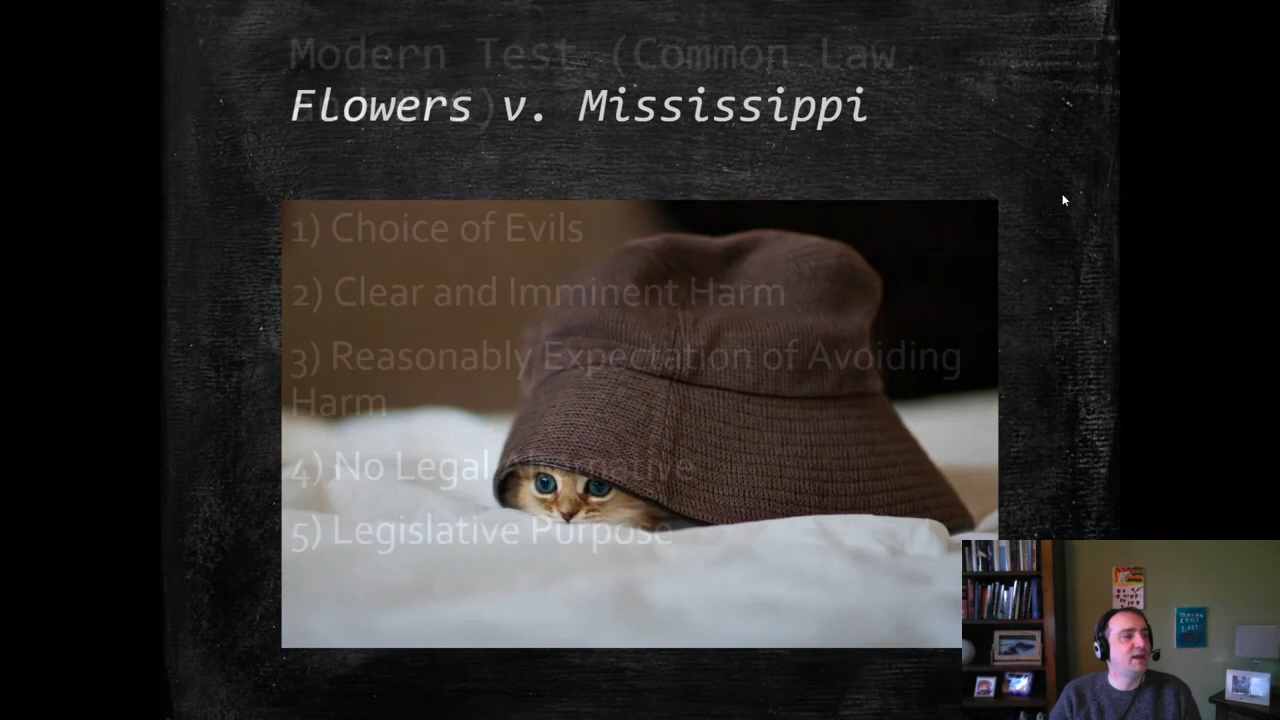 Modern Test (Common Law
Flowers v. Mississippi
1) Choice of Evils
2) Clear and Imminent Harm
3) Reasonably Expectation of Avoiding
Harm
4) No Legal Alternative
5) Legislative Purpose